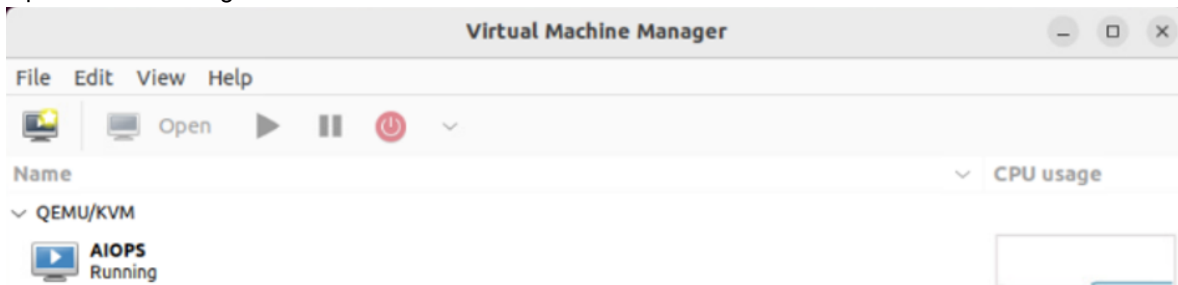 Virtual Machine Manager
File Edit View Help
Open
Name CPU usage
QEMU/KVM
AIOPS
Running